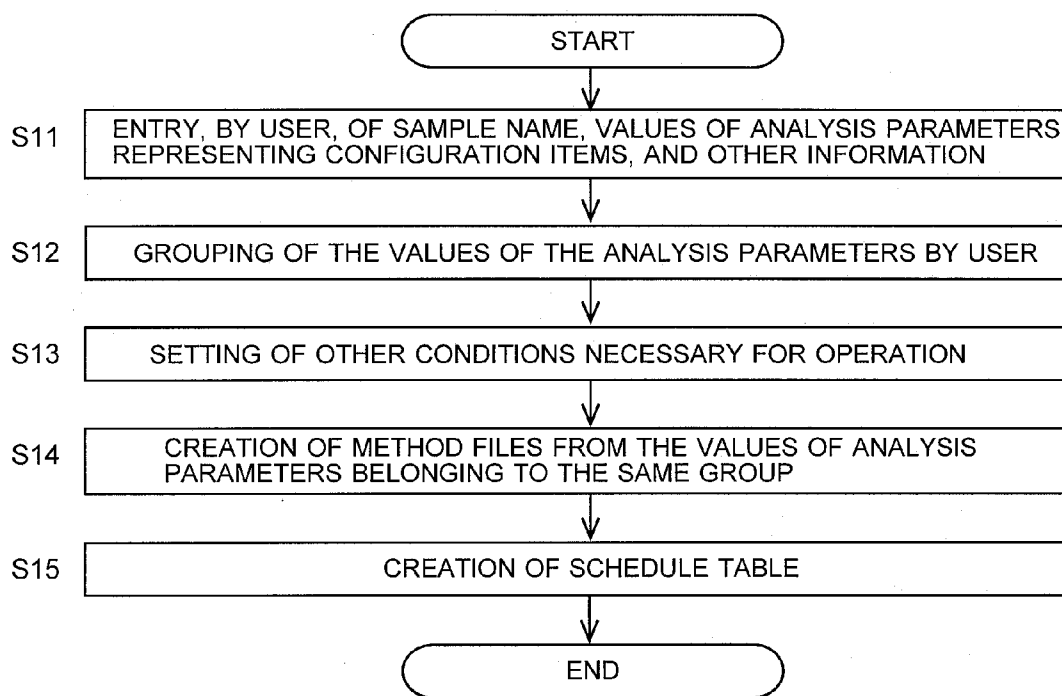 START
S11
ENTRY, BY USER, OF SAMPLE NAME, VALUES OF ANALYSIS PARAMETERS
REPRESENTING CONFIGURATION ITEMS, AND OTHER INFORMATION
S12
GROUPING OF THE VALUES OF THE ANALYSIS PARAMETERS BY USER
S13
SETTING OF OTHER CONDITIONS NECESSARY FOR OPERATION
S14
CREATION OF METHOD FILES FROM THE VALUES OF ANALYSIS
PARAMETERS BELONGING TO THE SAME GROUP
S15
CREATION OF SCHEDULE TABLE
END